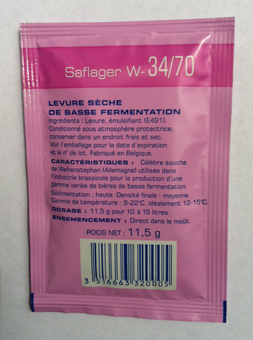 Saflager W- 34/70
LEVURE SÈCHE
DE BASSE FERMENTATION
Ingrédients : Levure, émulsifiant (E491).
Conditionné sous atmosphère protectrice,
conserver dans un endroit frais et sec.
Voir l'emballage pour la date d'expiration
et le n° de lot. Fabriqué en Belgique.
CARACTÉRISTIQUES : Célèbre souche
de Weihenstephan (Allemagne) utilisée dans
l'industrie brassicole pour la production d'une
gamme variée de bières de basse fermentation.
Sédimentation : haute. Densité finale : moyenne.
Gamme de température : 9-22°C, idéalement 12-15°C.
DOSAGE : 11,5 g pour 10 à 15 litres.
ENSEMENCEMENT : Direct dans le moût.
POIDS NET : 11,5 g
3 516663 320005